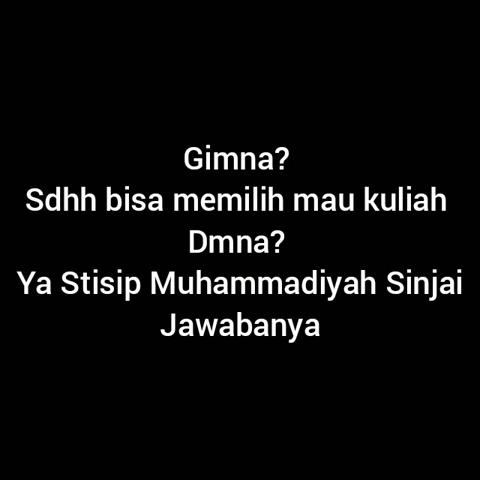 Gimna?
Sdhh bisa memilih mau kuliah
Dmna?
Ya Stisip Muhammadiyah Sinjai
Jawabanya